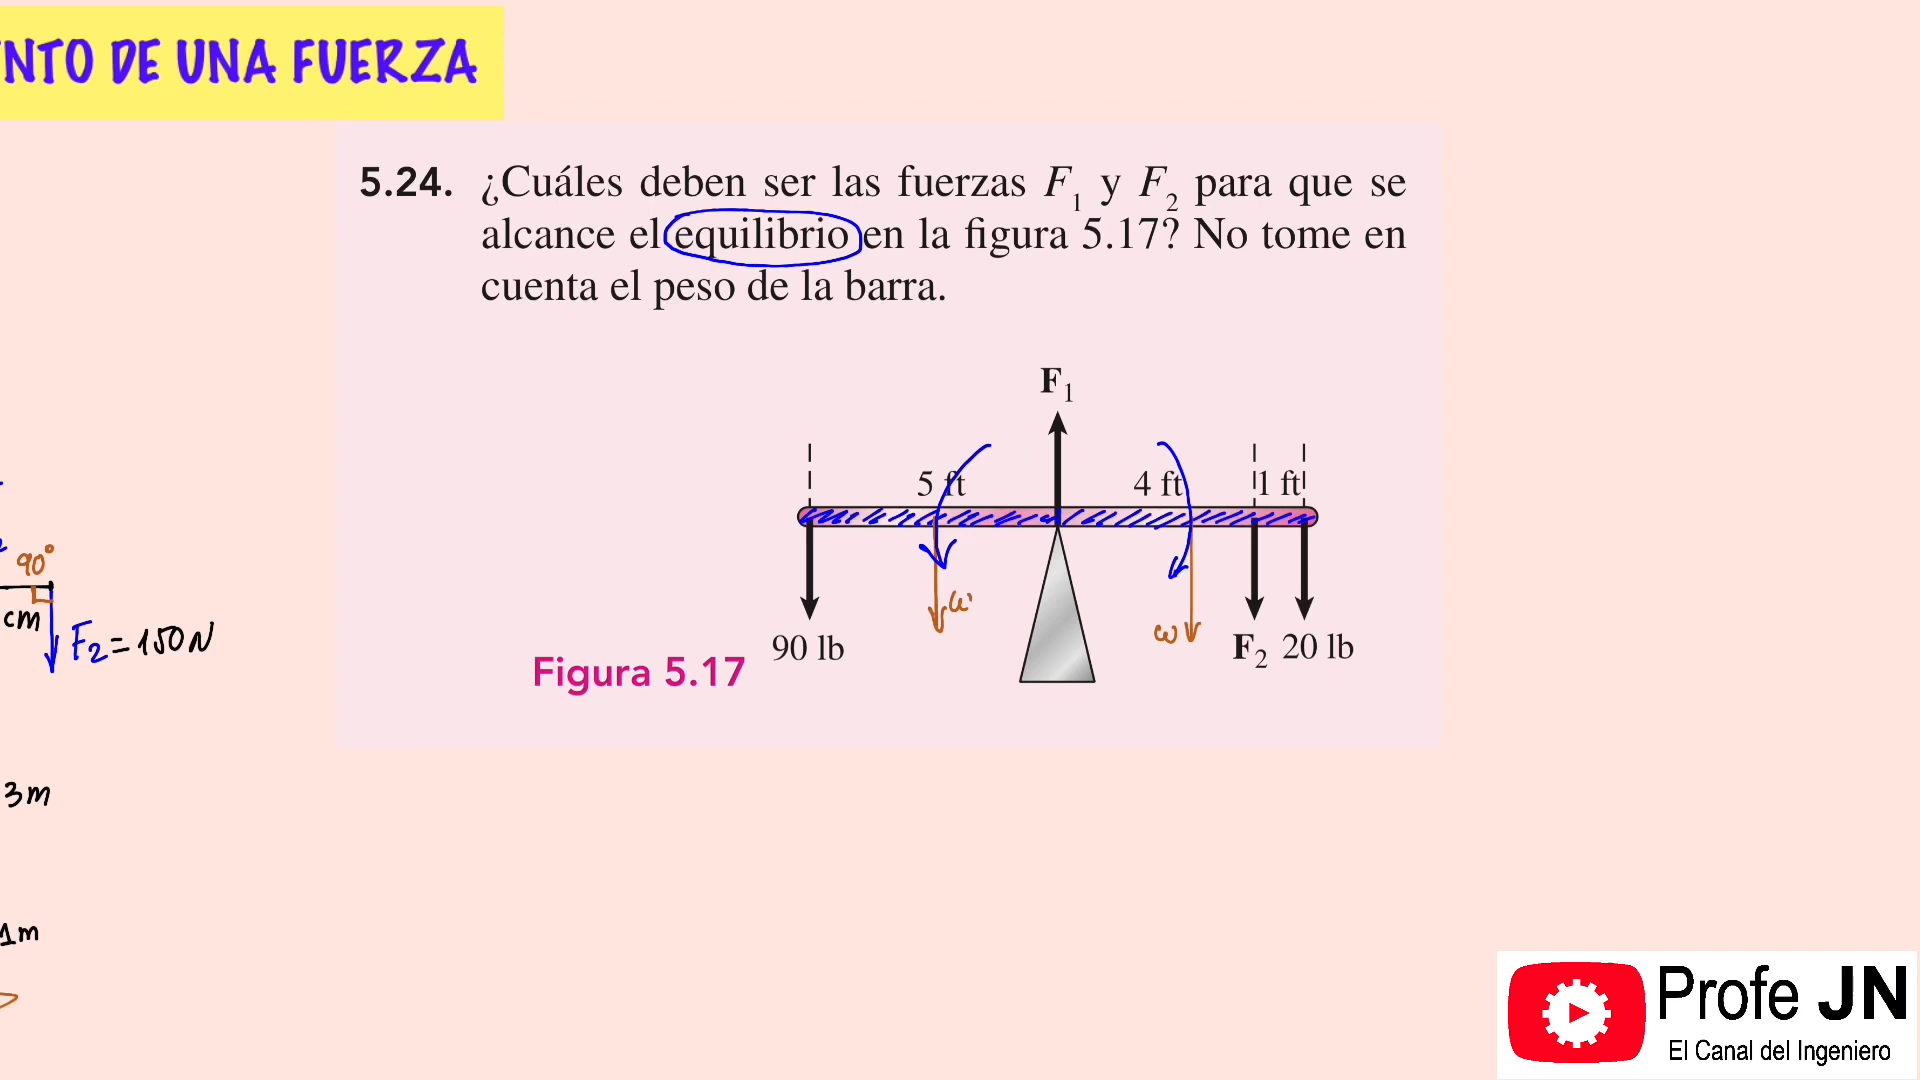 NTO DE UNA FUERZA
5.24. ¿Cuáles deben ser las fuerzas F₁ y F₂ para que se
alcance el equilibrio en la figura 5.17? No tome en
cuenta el peso de la barra.
F₁
5 ft 4 ft 1 ft
90°
cm
F₂ = 150 N
ω
90 lb
F₂ 20 lb
Figura 5.17
3m
1m
Profe JN
El Canal del Ingeniero